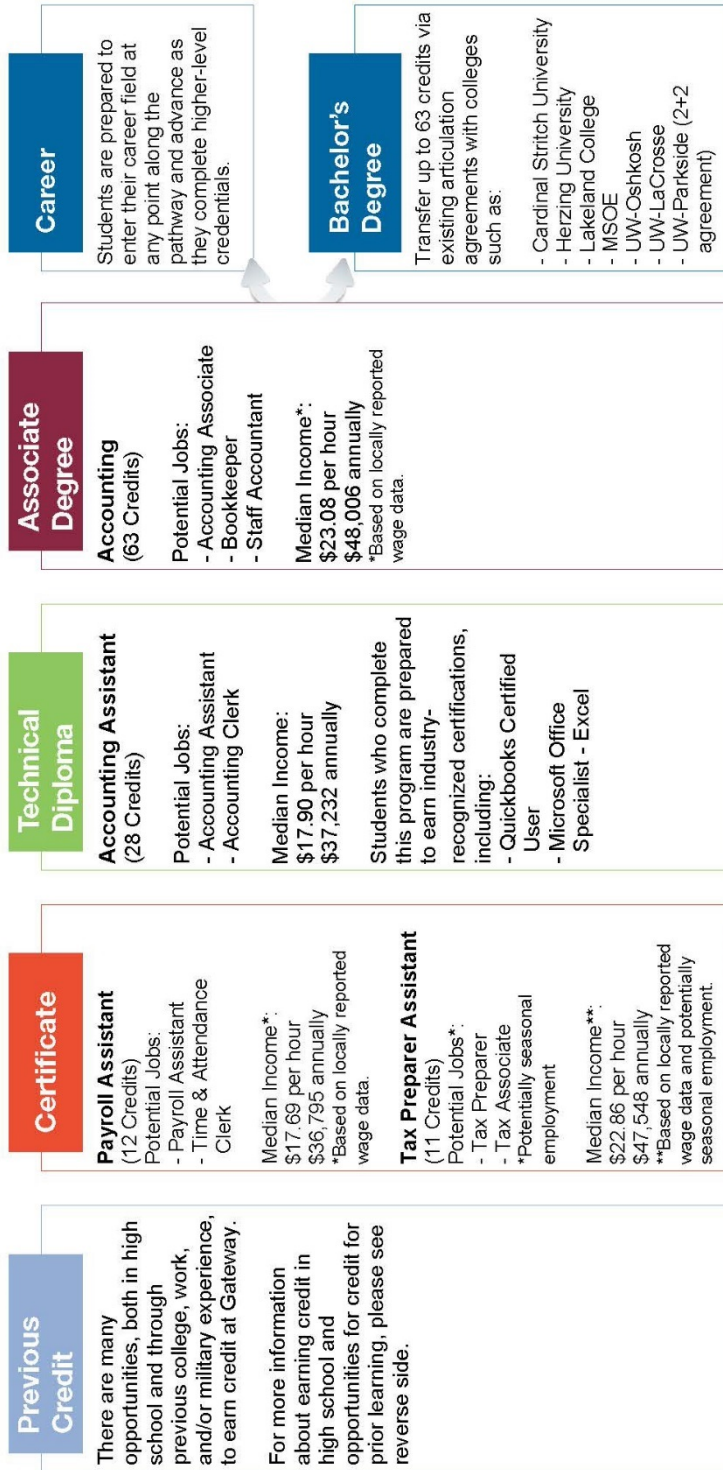 Previous
Credit
There are many
opportunities, both in high
school and through
previous college, work,
and/or military experience,
to earn credit at Gateway.
For more information
about earning credit in
high school and
opportunities for credit for
prior learning, please see
reverse side.
Certificate
Payroll Assistant
(12 Credits)
Potential Jobs:
- Payroll Assistant
- Time & Attendance
Clerk
Median Income*:
$17.69 per hour
$36,795 annually
*Based on locally reported
wage data.
Tax Preparer Assistant
(11 Credits)
Potential Jobs*:
- Tax Preparer
- Tax Associate
*Potentially seasonal
employment
Median Income**:
$22.86 per hour
$47,548 annually
**Based on locally reported
wage data and potentially
seasonal employment.
Technical
Diploma
Accounting Assistant
(28 Credits)
Potential Jobs:
- Accounting Assistant
- Accounting Clerk
Median Income:
$17.90 per hour
$37,232 annually
Students who complete
this program are prepared
to earn industry-
recognized certifications,
including:
- Quickbooks Certified
User
- Microsoft Office
Specialist - Excel
Associate
Degree
Accounting
(63 Credits)
Potential Jobs:
- Accounting Associate
- Bookkeeper
- Staff Accountant
Median Income*:
$23.08 per hour
$48,006 annually
*Based on locally reported
wage data.
Career
Students are prepared to
enter their career field at
any point along the
pathway and advance as
they complete higher-level
credentials.
Bachelor's
Degree
Transfer up to 63 credits via
existing articulation
agreements with colleges
such as:
- Cardinal Stritch University
- Herzing University
- Lakeland College
- MSOE
- UW-Oshkosh
- UW-LaCrosse
- UW-Parkside (2+2
agreement)